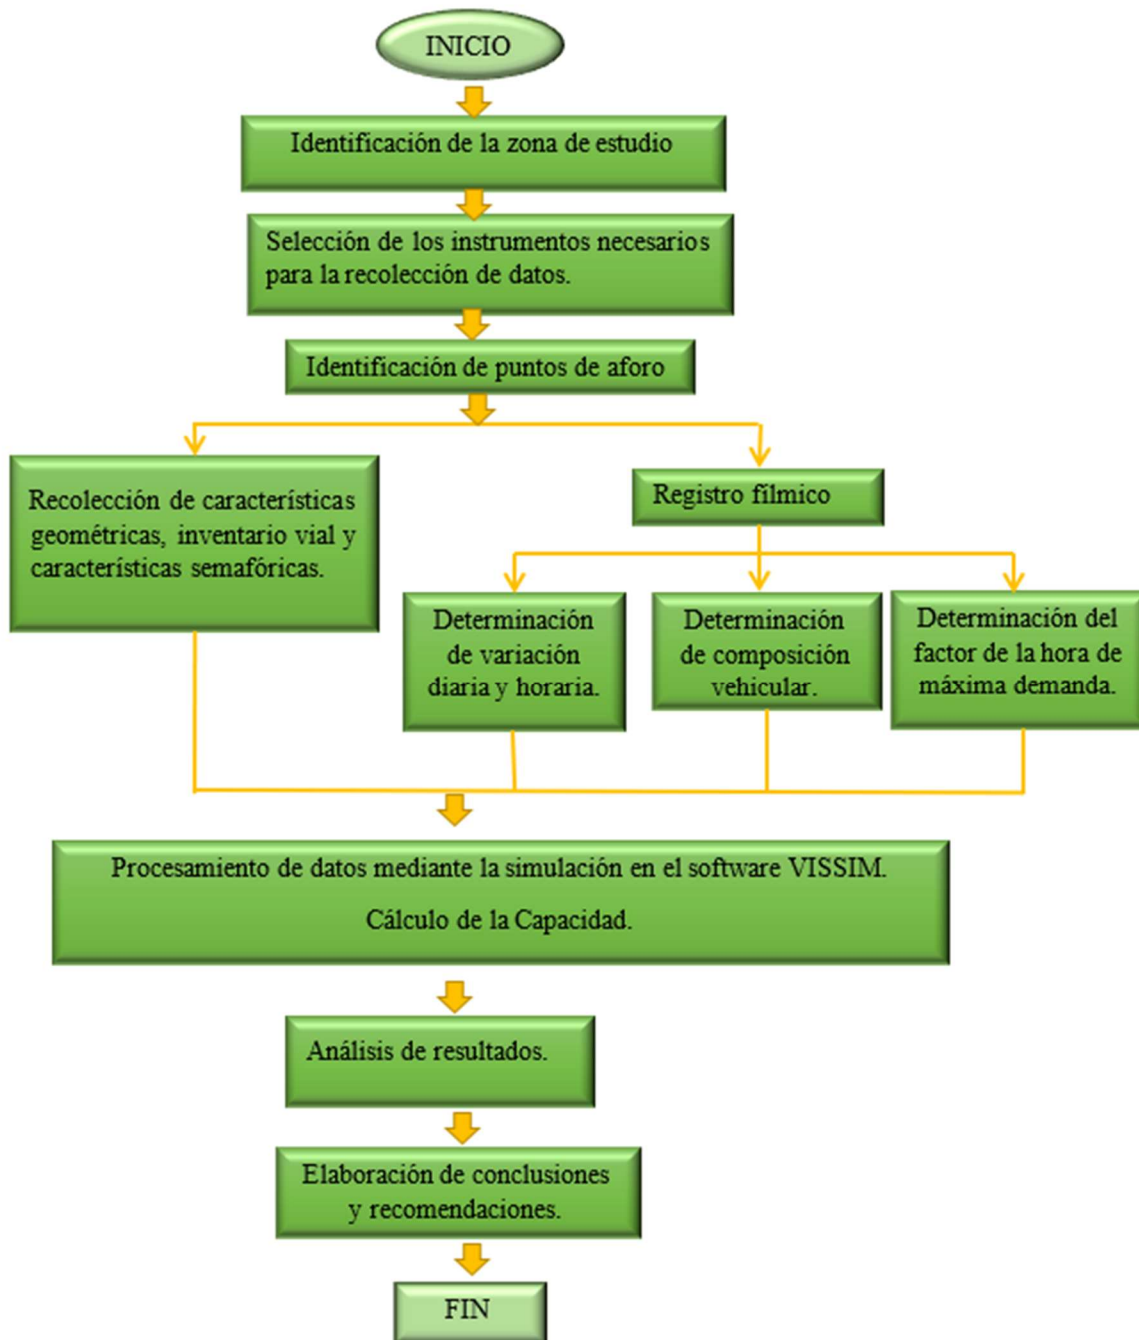 INICIO
Identificación de la zona de estudio
Selección de los instrumentos necesarios
para la recolección de datos.
Identificación de puntos de aforo
Recolección de características
geométricas, inventario vial y
características semafóricas.
Registro fílmico
Determinación
de variación
diaria y horaria.
Determinación
de composición
vehicular.
Determinación del
factor de la hora de
máxima demanda.
Procesamiento de datos mediante la simulación en el software VISSIM.
Cálculo de la Capacidad.
Análisis de resultados.
Elaboración de conclusiones
y recomendaciones.
FIN